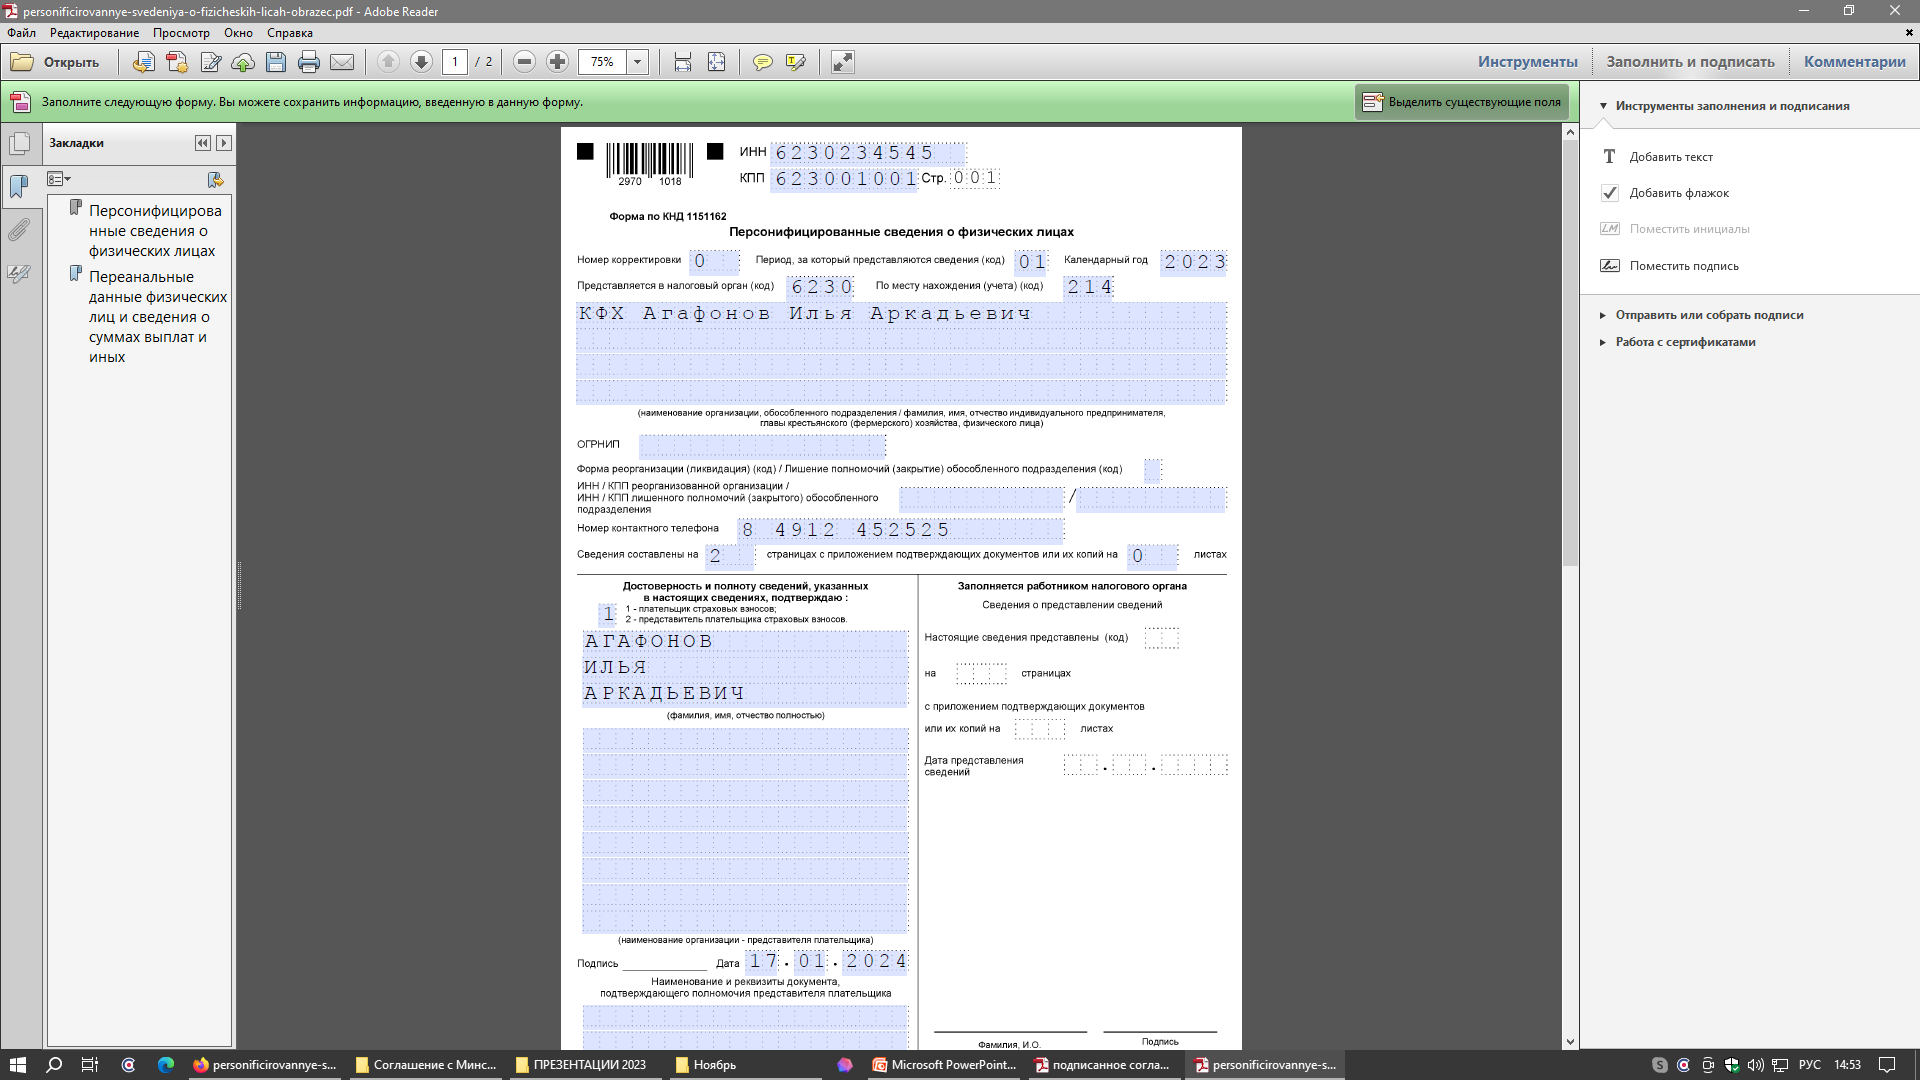 personificirovannye-svedeniya-o-fizicheskih-licah-obrazec.pdf - Adobe Reader
Файл Редактирование Просмотр Окно Справка
Открыть 1 / 2 75% Инструменты Заполнить и подписать Комментарии
Заполните следующую форму. Вы можете сохранить информацию, введенную в данную форму.
Выделить существующие поля
Закладки
Персонифицирова
нные сведения о
физических лицах
Переанальные
данные физических
лиц и сведения о
суммах выплат и
иных
2970 1018
ИНН 6230234545
КПП 623001001 Стр. 001
Форма по КНД 1151162
Персонифицированные сведения о физических лицах
Номер корректировки 0 Период, за который представляются сведения (код) 01 Календарный год 2023
Представляется в налоговый орган (код) 6230 По месту нахождения (учета) (код) 214
КФХ Агафонов Илья Аркадьевич
(наименование организации, обособленного подразделения / фамилия, имя, отчество индивидуального предпринимателя,
главы крестьянского (фермерского) хозяйства, физического лица)
ОГРНИП
Форма реорганизации (ликвидация) (код) / Лишение полномочий (закрытие) обособленного подразделения (код)
ИНН / КПП реорганизованной организации /
ИНН / КПП лишенного полномочий (закрытого) обособленного
подразделения
/
Номер контактного телефона 8 4912 452525
Сведения составлены на 2 страницах с приложением подтверждающих документов или их копий на 0 листах
Достоверность и полноту сведений, указанных
в настоящих сведениях, подтверждаю :
1
1 - плательщик страховых взносов;
2 - представитель плательщика страховых взносов.
АГАФОНОВ
ИЛЬЯ
АРКАДЬЕВИЧ
(фамилия, имя, отчество полностью)
(наименование организации - представителя плательщика)
Подпись Дата 17.01.2024
Наименование и реквизиты документа,
подтверждающего полномочия представителя плательщика
Заполняется работником налогового органа
Сведения о представлении сведений
Настоящие сведения представлены (код)
на страницах
с приложением подтверждающих документов
или их копий на листах
Дата представления
сведений
Фамилия, И.О. Подпись
Инструменты заполнения и подписания
Добавить текст
Добавить флажок
Поместить инициалы
Поместить подпись
Отправить или собрать подписи
Работа с сертификатами
personificirovannye-s... Соглашение с Минс... ПРЕЗЕНТАЦИИ 2023 Ноябрь Microsoft PowerPoint... подписанное согла... personificirovannye-s... РУС 14:53